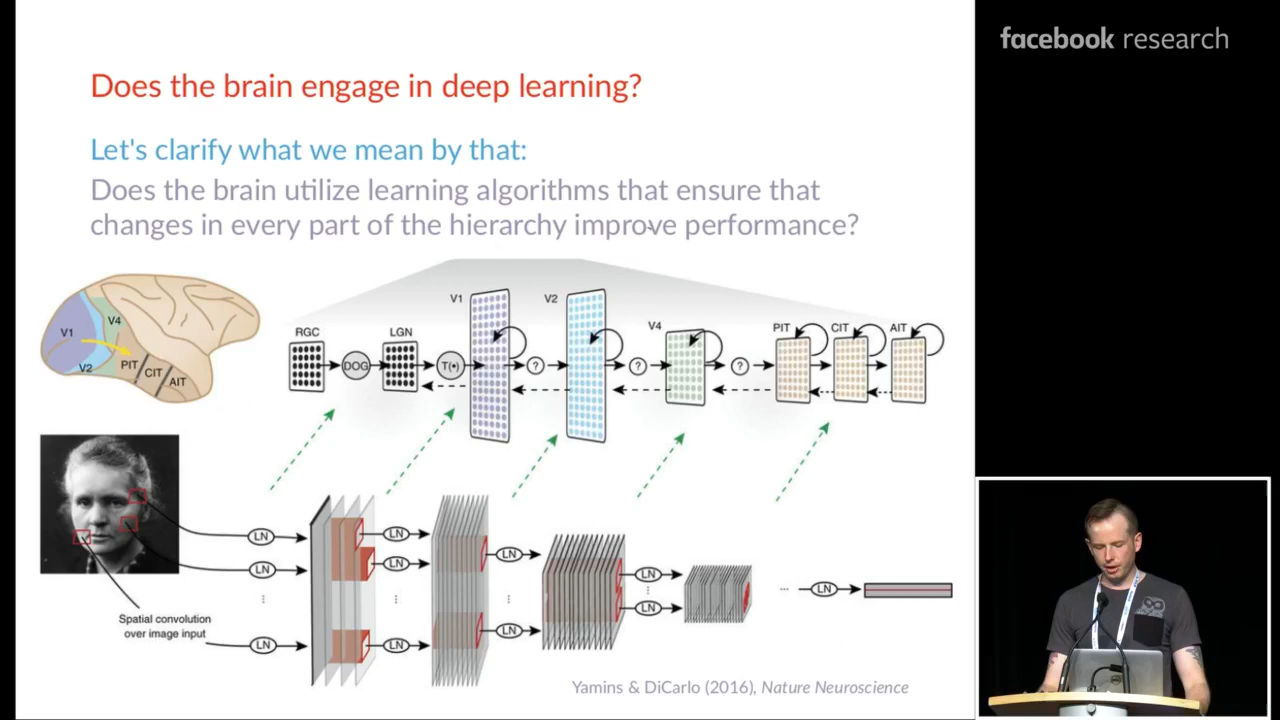 facebook research
Does the brain engage in deep learning?
Let's clarify what we mean by that:
Does the brain utilize learning algorithms that ensure that
changes in every part of the hierarchy improve performance?
V1
V4
V2
PIT
CIT
AIT
RGC
DOG
LGN
T(•)
V1
?
V2
?
V4
?
PIT
CIT
AIT
LN
LN
⋮
LN
LN
LN
⋮
LN
LN
⋮
LN
LN
⋮
LN
... LN
Spatial convolution
over image input
Yamins & DiCarlo (2016), Nature Neuroscience